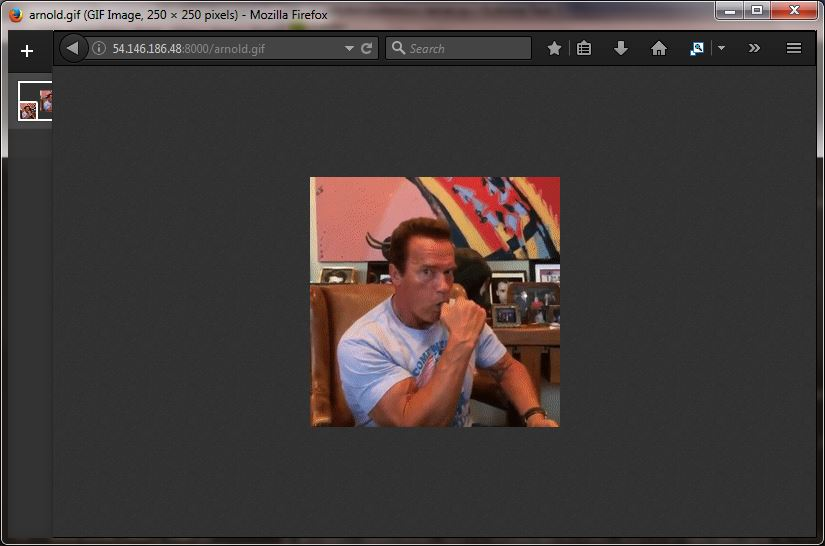 arnold.gif (GIF Image, 250 × 250 pixels) - Mozilla Firefox
54.146.186.48:8000/arnold.gif
Search